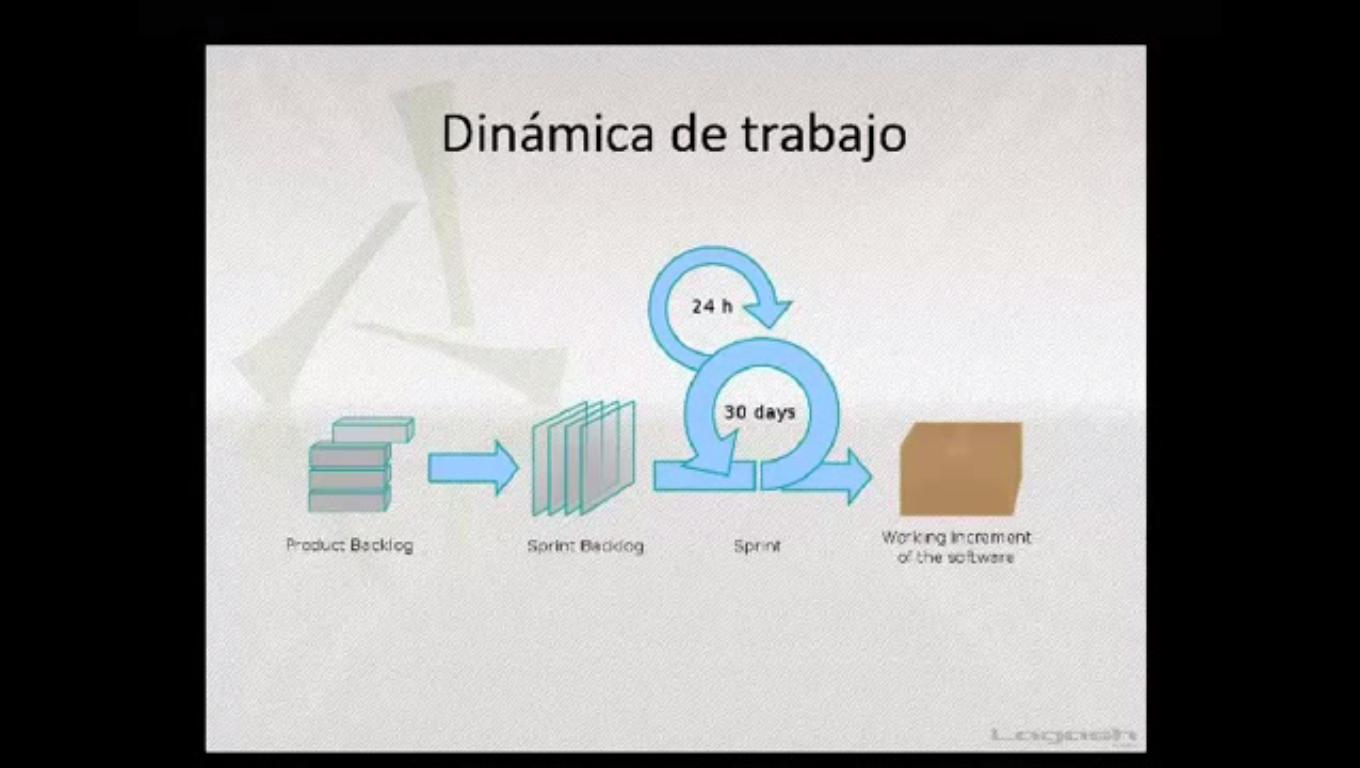 Dinámica de trabajo
24 h
30 days
Product Backlog
Sprint Backlog
Sprint
Working increment
of the software